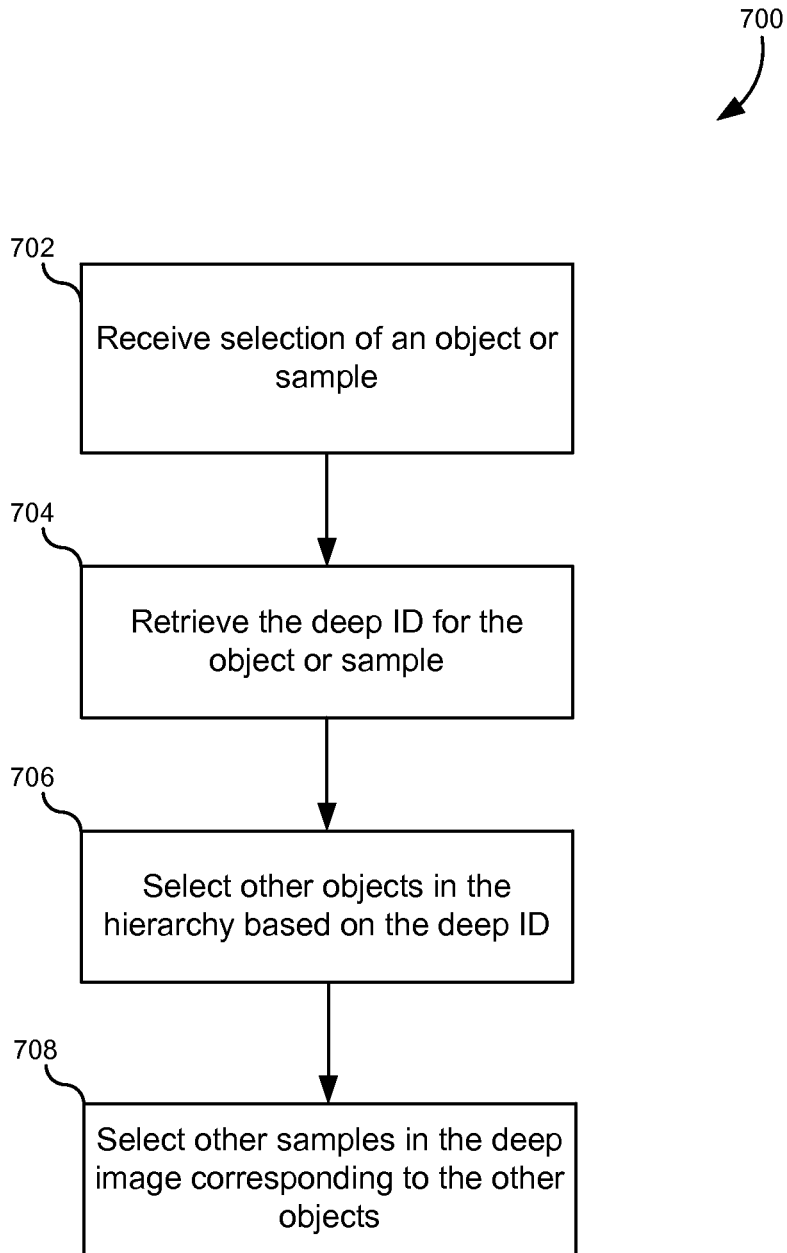 700
702
Receive selection of an object or
sample
704
Retrieve the deep ID for the
object or sample
706
Select other objects in the
hierarchy based on the deep ID
708
Select other samples in the deep
image corresponding to the other
objects